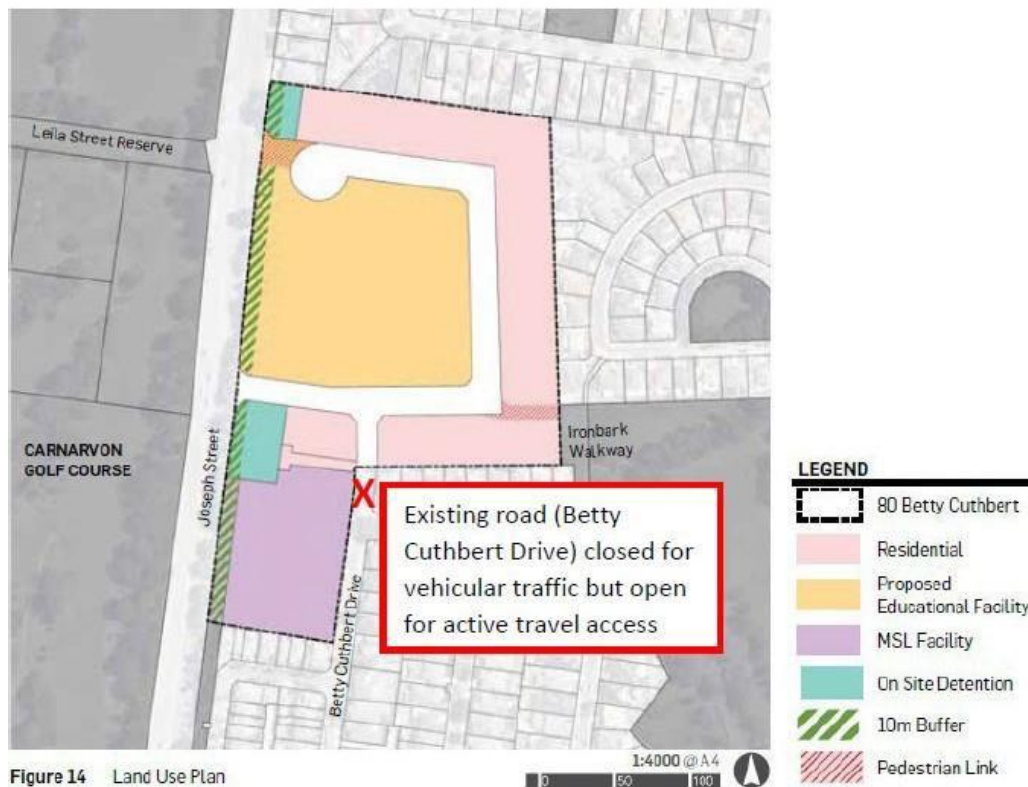 Leila Street Reserve
CARNARVON
GOLF COURSE
Joseph Street
Ironbark
Walkway
X
Existing road (Betty
Cuthbert Drive) closed for
vehicular traffic but open
for active travel access
Betty Cuthbert Drive
LEGEND
80 Betty Cuthbert
Residential
Proposed
Educational Facility
MSL Facility
On Site Detention
10m Buffer
Pedestrian Link
Figure 14 Land Use Plan
1:4000 @ A4
0 50 100